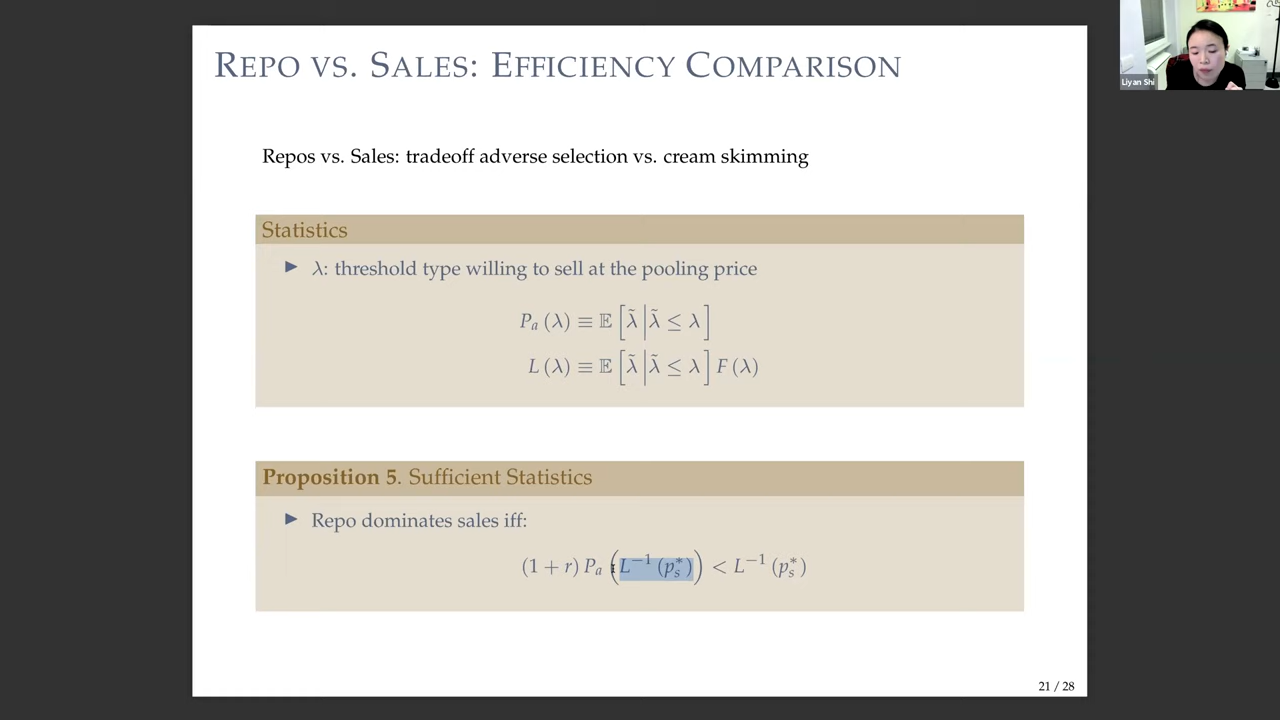 REPO VS. SALES: EFFICIENCY COMPARISON
Liyan Shi
Repos vs. Sales: tradeoff adverse selection vs. cream skimming
Statistics
▶ λ: threshold type willing to sell at the pooling price
P_a (λ) ≡ 𝔼 [λ̃ | λ̃ ≤ λ]
L (λ) ≡ 𝔼 [λ̃ | λ̃ ≤ λ] F (λ)
Proposition 5. Sufficient Statistics
▶ Repo dominates sales iff:
(1 + r) P_a (L⁻¹ (p_s^*)) < L⁻¹ (p_s^*)
21 / 28